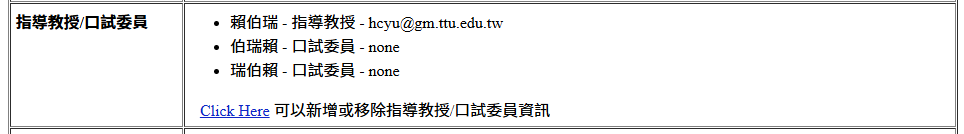 指導教授/口試委員
賴伯瑞 - 指導教授 - hcyu@gm.ttu.edu.tw
伯瑞賴 - 口試委員 - none
瑞伯賴 - 口試委員 - none
Click Here 可以新增或移除指導教授/口試委員資訊